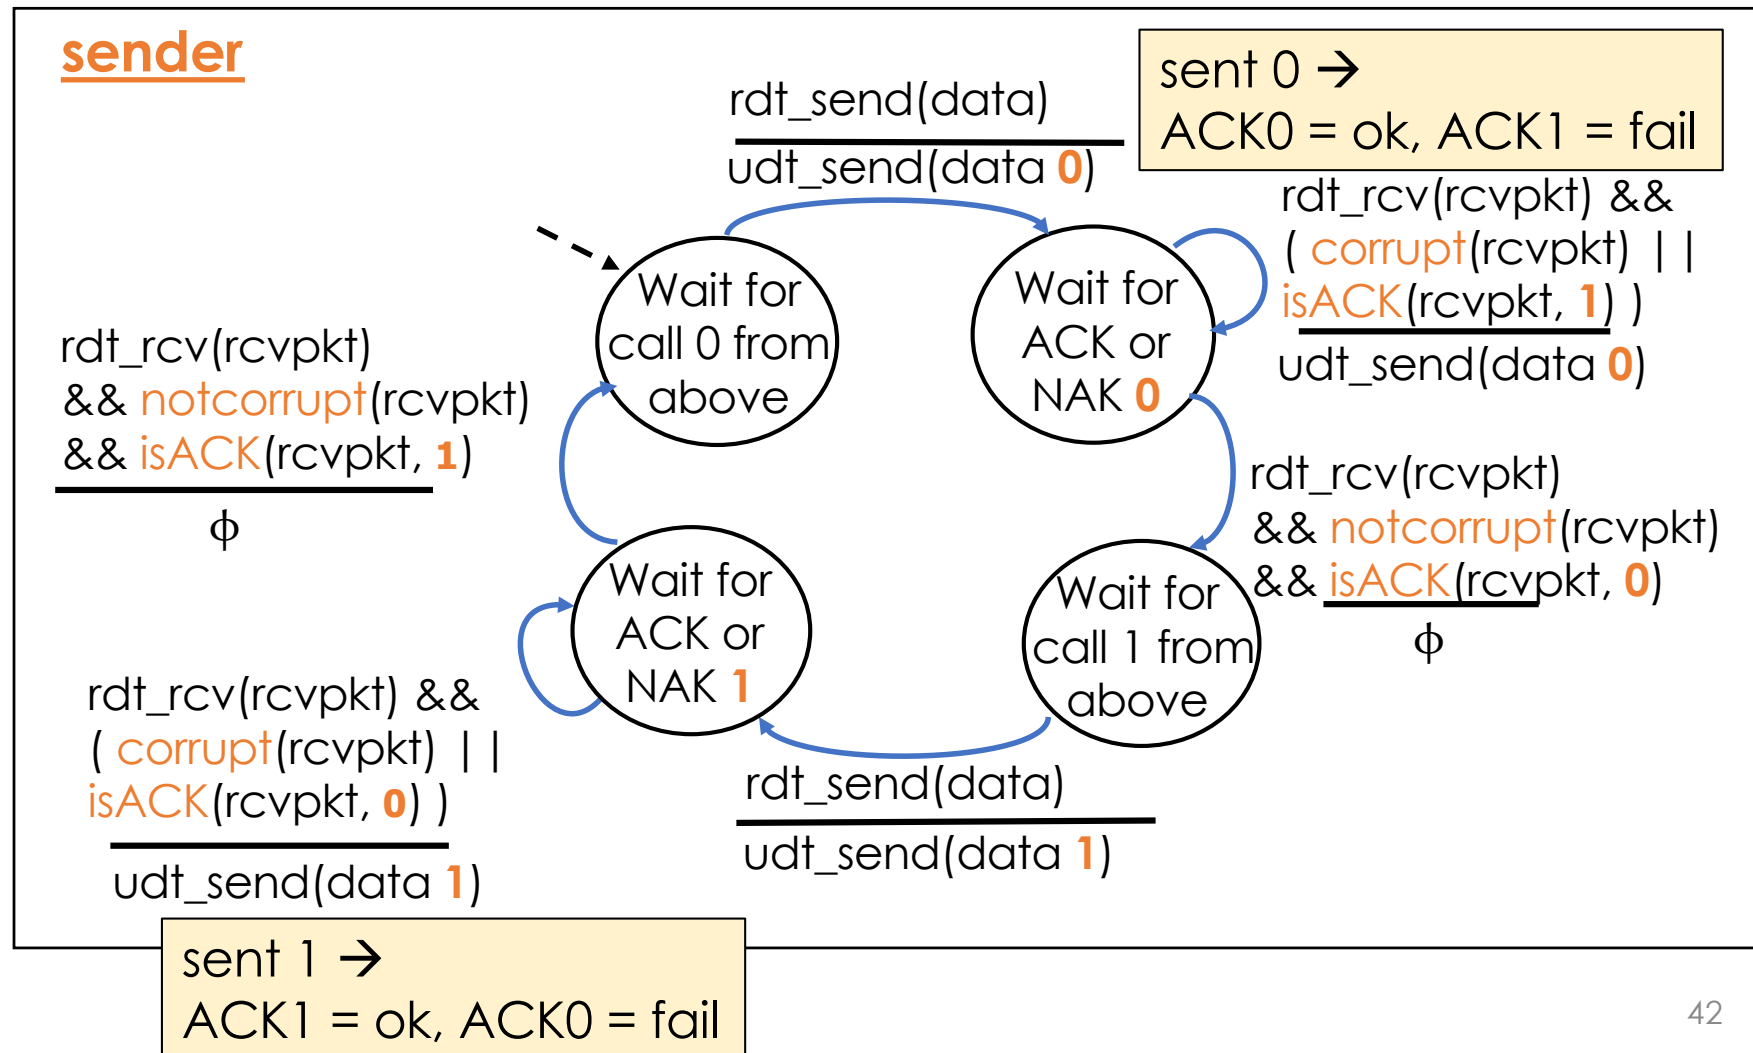 sender
rdt_send(data)
udt_send(data 0)
sent 0 →
ACK0 = ok, ACK1 = fail
rdt_rcv(rcvpkt) &&
( corrupt(rcvpkt) ||
isACK(rcvpkt, 1) )
udt_send(data 0)
Wait for
call 0 from
above
Wait for
ACK or
NAK 0
rdt_rcv(rcvpkt)
&& notcorrupt(rcvpkt)
&& isACK(rcvpkt, 1)
ϕ
rdt_rcv(rcvpkt)
&& notcorrupt(rcvpkt)
&& isACK(rcvpkt, 0)
ϕ
Wait for
ACK or
NAK 1
Wait for
call 1 from
above
rdt_rcv(rcvpkt) &&
( corrupt(rcvpkt) ||
isACK(rcvpkt, 0) )
udt_send(data 1)
rdt_send(data)
udt_send(data 1)
sent 1 →
ACK1 = ok, ACK0 = fail
42